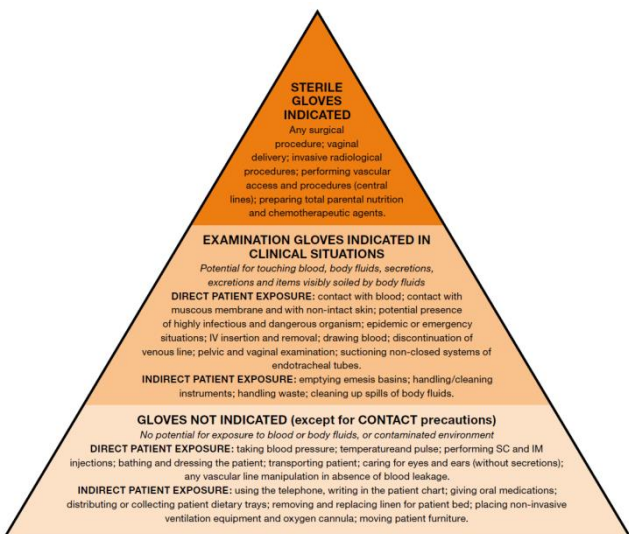 STERILE
GLOVES
INDICATED
Any surgical
procedure; vaginal
delivery; invasive radiological
procedures; performing vascular
access and procedures (central
lines); preparing total parental nutrition
and chemotherapeutic agents.
EXAMINATION GLOVES INDICATED IN
CLINICAL SITUATIONS
Potential for touching blood, body fluids, secretions,
excretions and items visibly soiled by body fluids
DIRECT PATIENT EXPOSURE: contact with blood; contact with
muscous membrane and with non-intact skin; potential presence
of highly infectious and dangerous organism; epidemic or emergency
situations; IV insertion and removal; drawing blood; discontinuation of
venous line; pelvic and vaginal examination; suctioning non-closed systems of
endotracheal tubes.
INDIRECT PATIENT EXPOSURE: emptying emesis basins; handling/cleaning
instruments; handling waste; cleaning up spills of body fluids.
GLOVES NOT INDICATED (except for CONTACT precautions)
No potential for exposure to blood or body fluids, or contaminated environment
DIRECT PATIENT EXPOSURE: taking blood pressure; temperatureand pulse; performing SC and IM
injections; bathing and dressing the patient; transporting patient; caring for eyes and ears (without secretions);
any vascular line manipulation in absence of blood leakage.
INDIRECT PATIENT EXPOSURE: using the telephone, writing in the patient chart; giving oral medications;
distributing or collecting patient dietary trays; removing and replacing linen for patient bed; placing non-invasive
ventilation equipment and oxygen cannula; moving patient furniture.